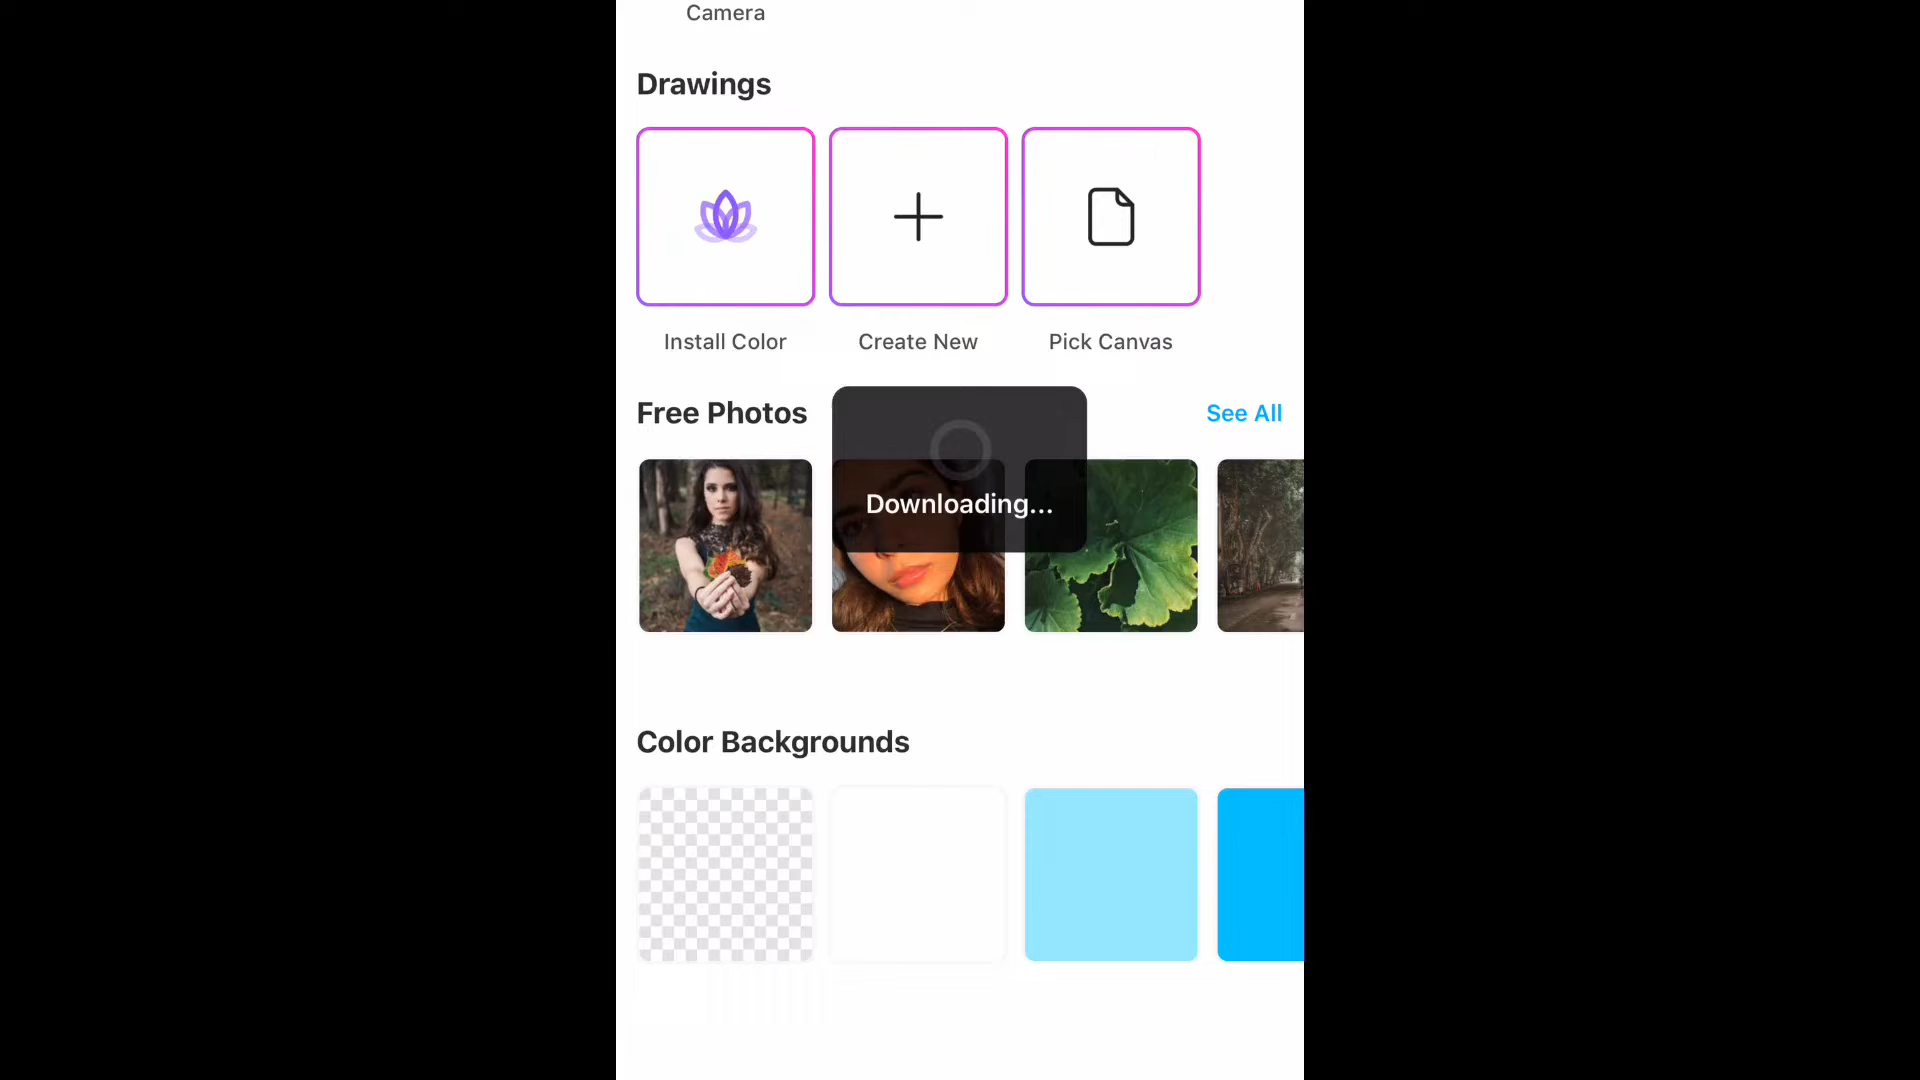 Camera
Drawings
Install Color
Create New
Pick Canvas
Free Photos
See All
Downloading...
Color Backgrounds